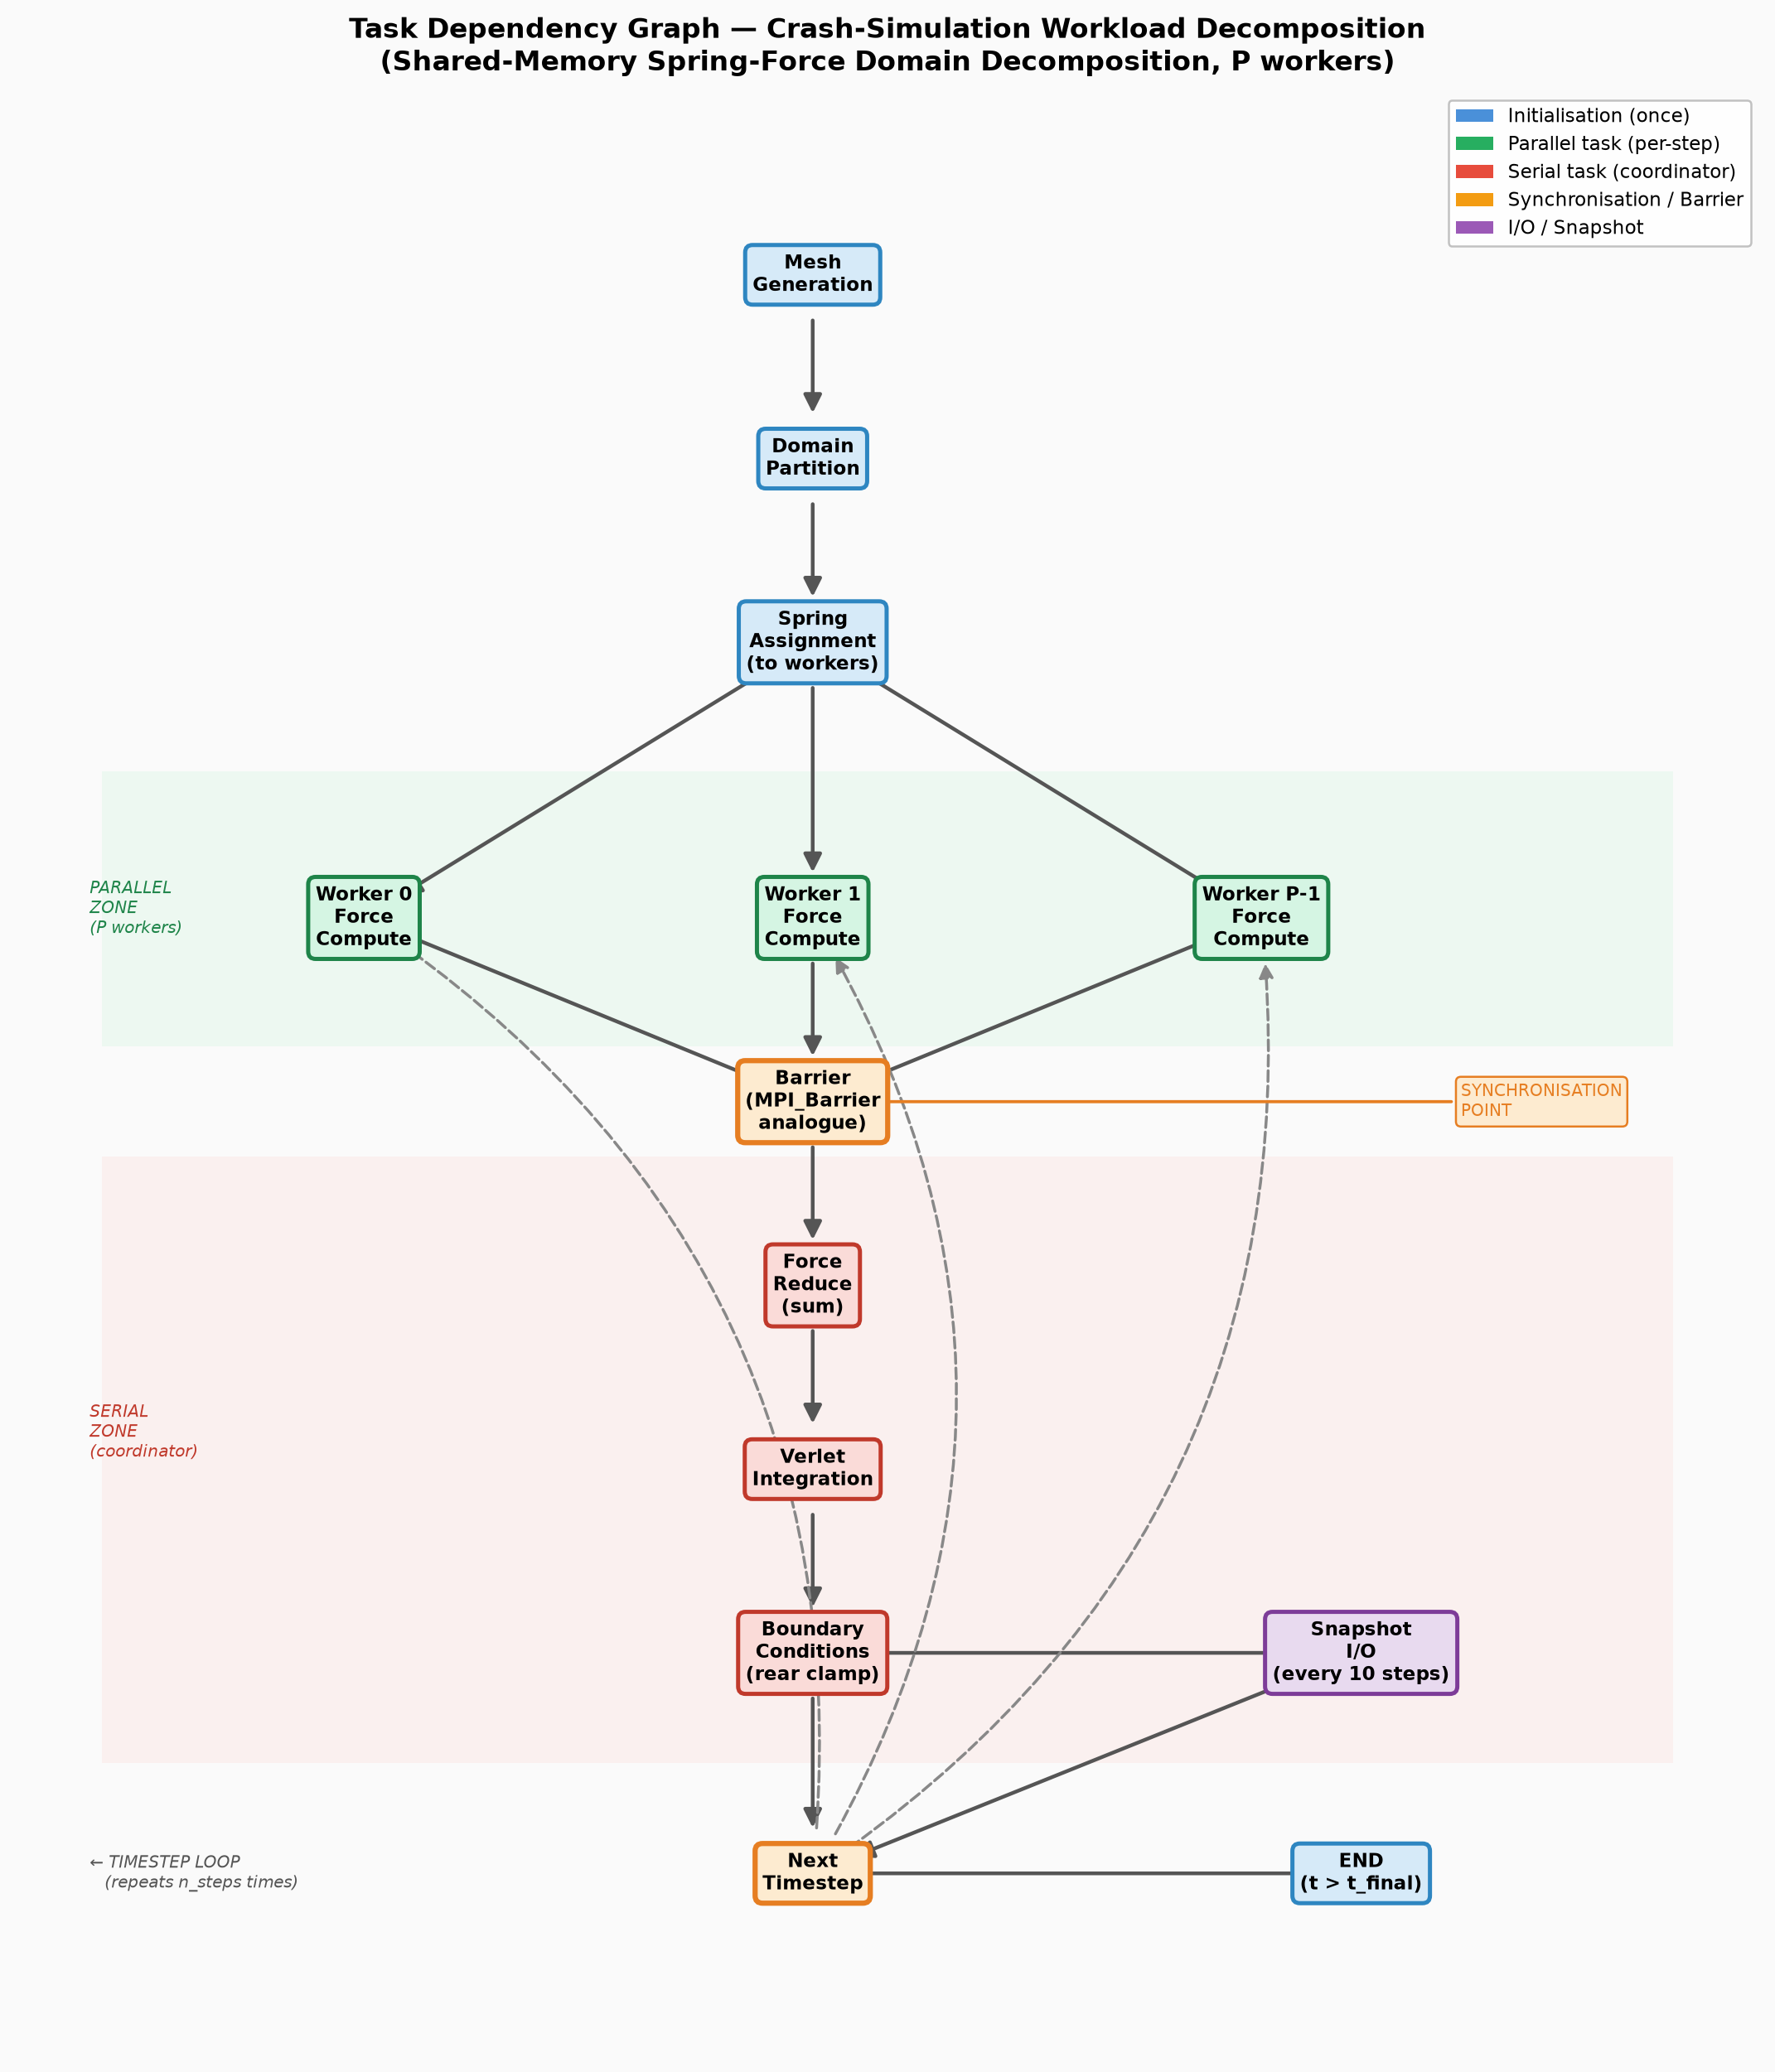 Task Dependency Graph — Crash-Simulation Workload Decomposition
(Shared-Memory Spring-Force Domain Decomposition, P workers)
Initialisation (once)
Parallel task (per-step)
Serial task (coordinator)
Synchronisation / Barrier
I/O / Snapshot
Mesh
Generation
Domain
Partition
Spring
Assignment
(to workers)
PARALLEL
ZONE
(P workers)
Worker 0
Force
Compute
Worker 1
Force
Compute
Worker P-1
Force
Compute
Barrier
(MPI_Barrier
analogue)
SYNCHRONISATION
POINT
Force
Reduce
(sum)
SERIAL
ZONE
(coordinator)
Verlet
Integration
Boundary
Conditions
(rear clamp)
Snapshot
I/O
(every 10 steps)
← TIMESTEP LOOP
(repeats n_steps times)
Next
Timestep
END
(t > t_final)